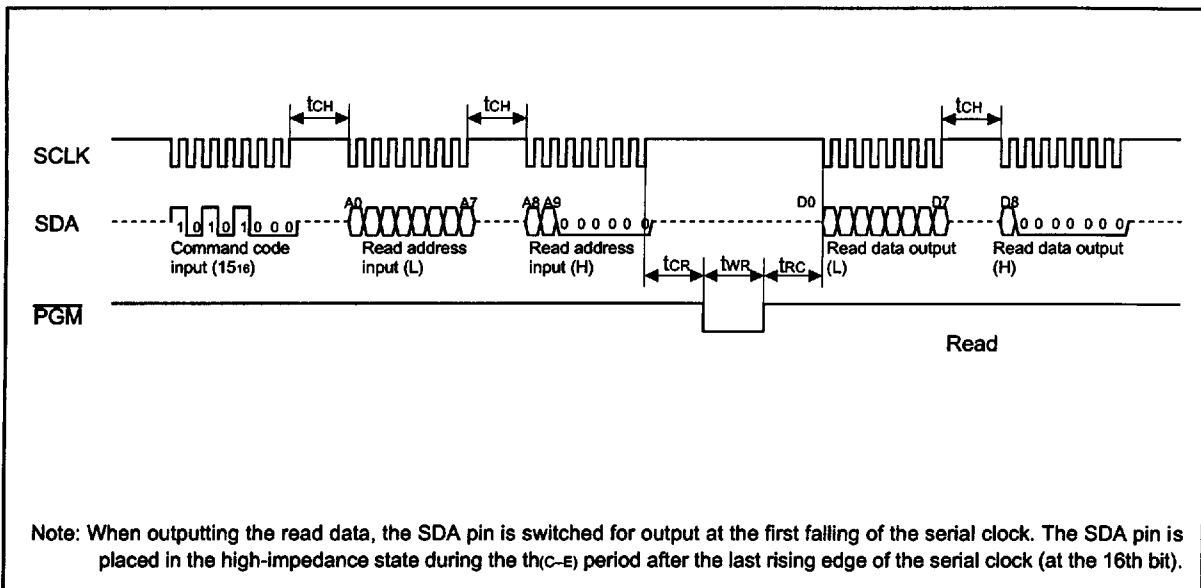 tCH tCH tCH
SCLK
A0 A7 A8 A9 D0 D7 D8
SDA
1 0 1 0 1 0 0 0 0 0 0 0 0 0 0 0 0 0 0 0 0
Command code Read address Read address Read data output Read data output
input (1516) input (L) input (H) (L) (H)
tCR tWR tRC
PGM
Read
Note: When outputting the read data, the SDA pin is switched for output at the first falling of the serial clock. The SDA pin is
placed in the high-impedance state during the th(C–E) period after the last rising edge of the serial clock (at the 16th bit).